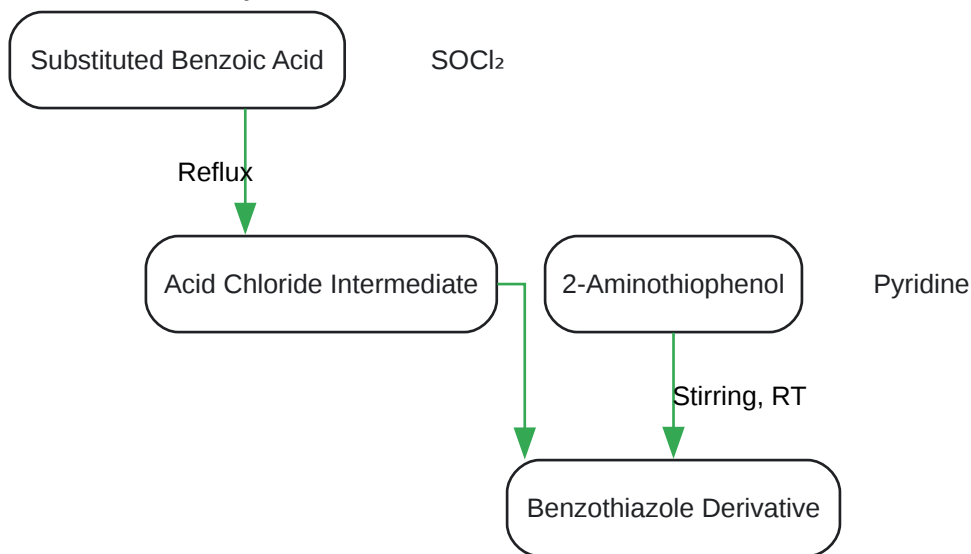 Substituted Benzoic Acid
SOCl₂
Reflux
Acid Chloride Intermediate
2-Aminothiophenol
Pyridine
Stirring, RT
Benzothiazole Derivative